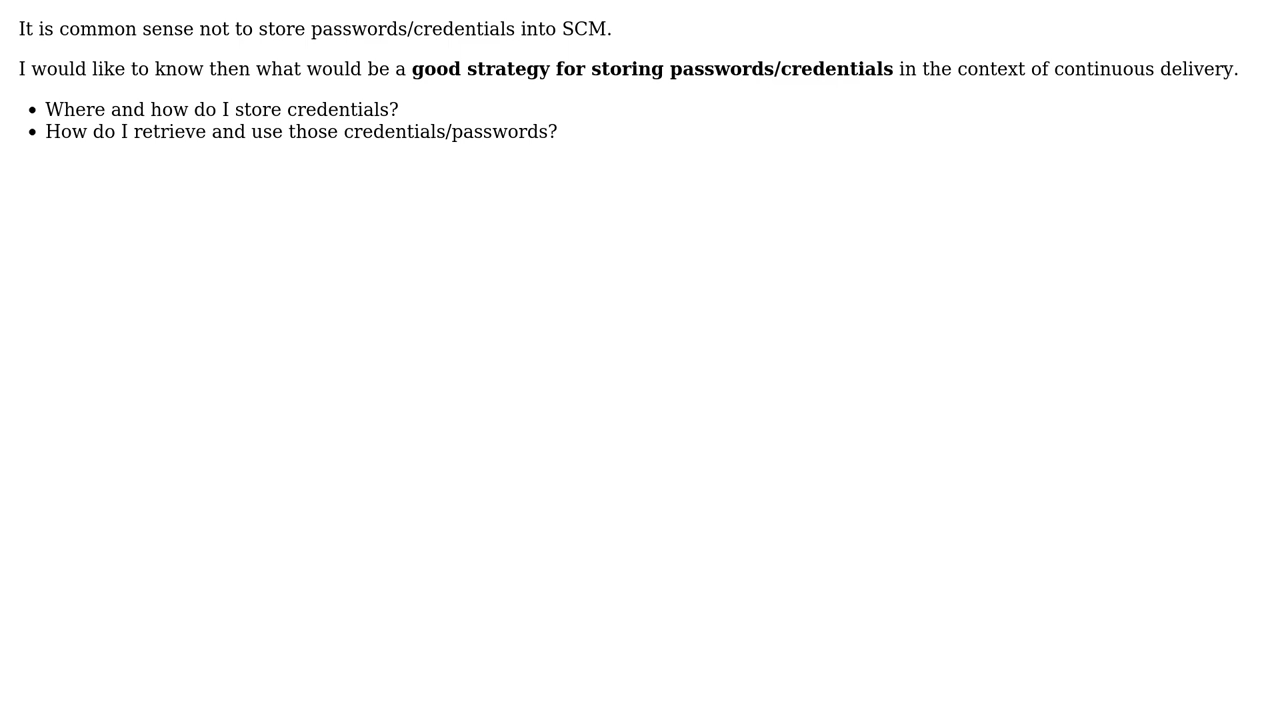 It is common sense not to store passwords/credentials into SCM.
I would like to know then what would be a good strategy for storing passwords/credentials in the context of continuous delivery.
• Where and how do I store credentials?
• How do I retrieve and use those credentials/passwords?